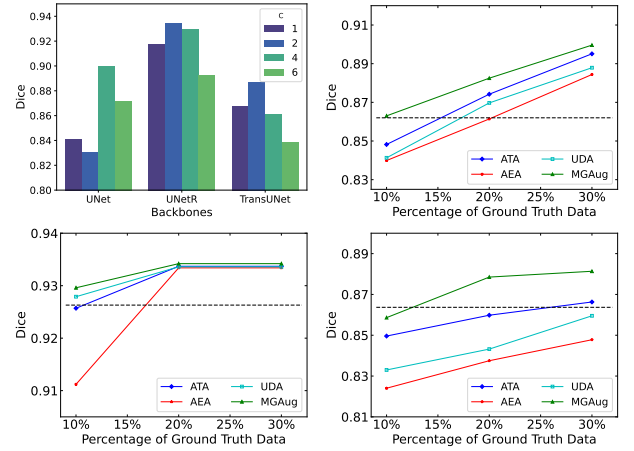 0.94
0.92
0.90
0.88
0.86
0.84
0.82
0.80
Dice
c
1
2
4
6
UNet
UNetR
TransUNet
Backbones
0.91
0.89
0.87
0.85
0.83
Dice
ATA
AEA
UDA
MGAug
10%
15%
20%
25%
30%
Percentage of Ground Truth Data
0.94
0.93
0.92
0.91
Dice
ATA
AEA
UDA
MGAug
10%
15%
20%
25%
30%
Percentage of Ground Truth Data
0.89
0.87
0.85
0.83
0.81
Dice
ATA
AEA
UDA
MGAug
10%
15%
20%
25%
30%
Percentage of Ground Truth Data